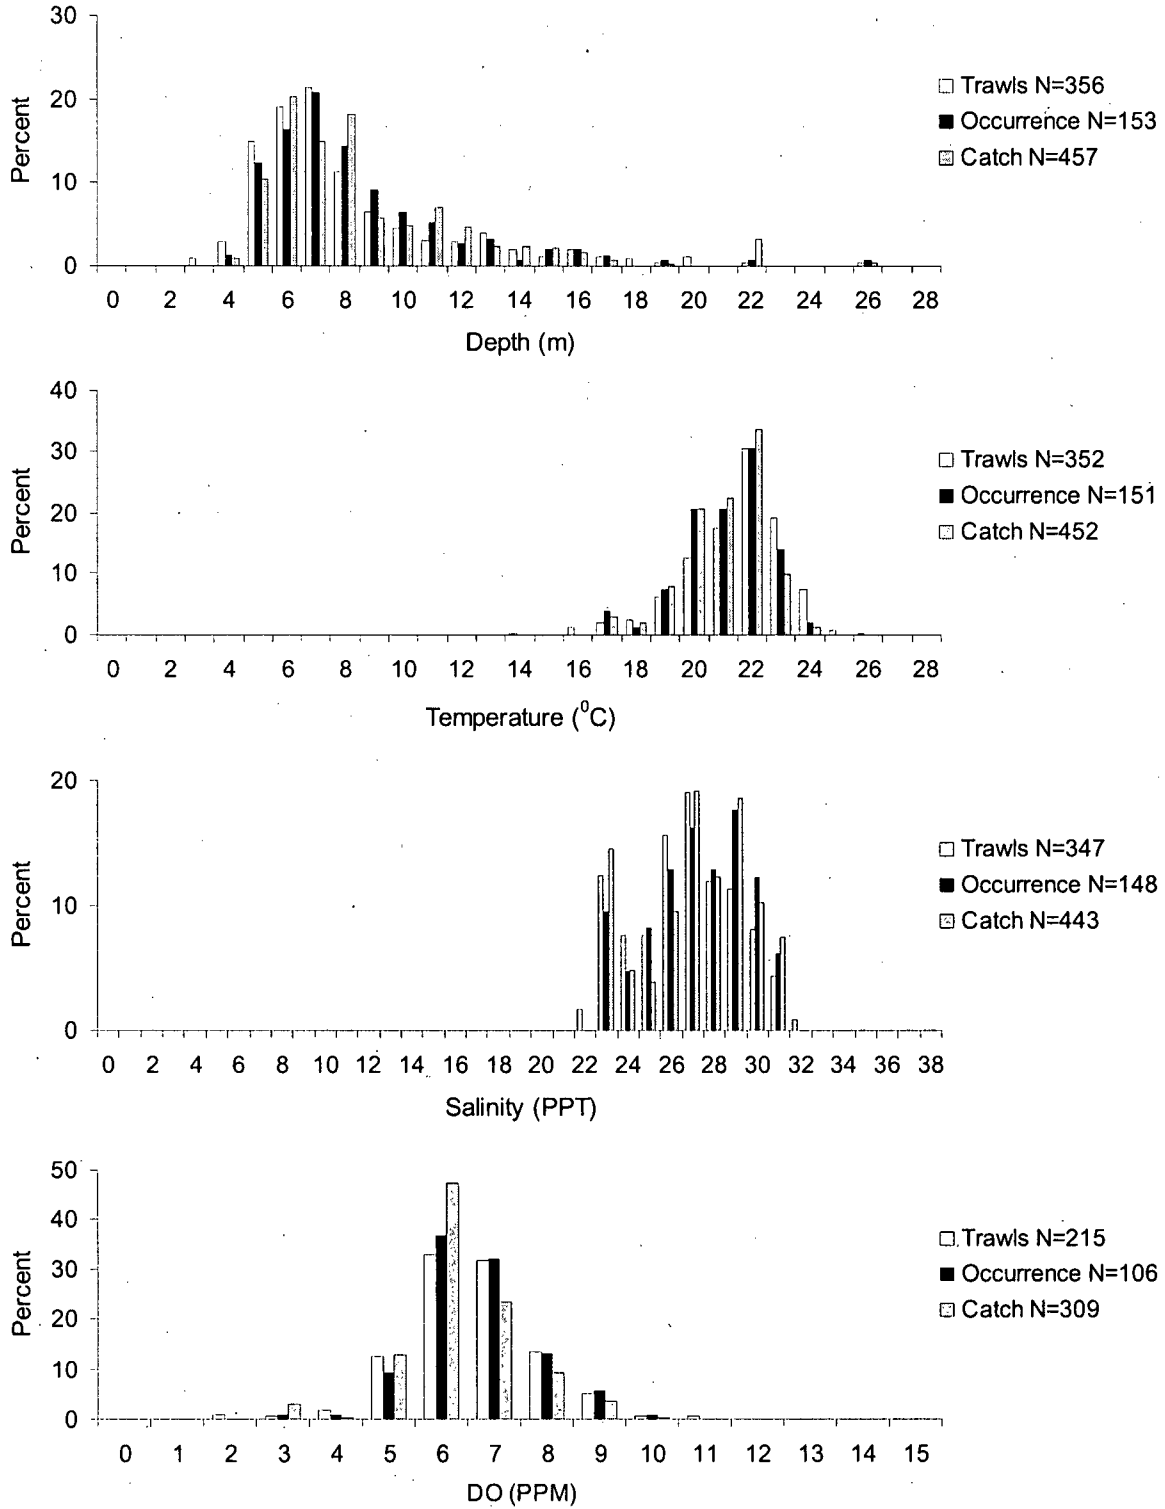 30
20
10
0
Percent
0 2 4 6 8 10 12 14 16 18 20 22 24 26 28
Depth (m)
Trawls N=356
Occurrence N=153
Catch N=457
40
30
20
10
0
Percent
0 2 4 6 8 10 12 14 16 18 20 22 24 26 28
Temperature (⁰C)
Trawls N=352
Occurrence N=151
Catch N=452
20
10
0
Percent
0 2 4 6 8 10 12 14 16 18 20 22 24 26 28 30 32 34 36 38
Salinity (PPT)
Trawls N=347
Occurrence N=148
Catch N=443
50
40
30
20
10
0
Percent
0 1 2 3 4 5 6 7 8 9 10 11 12 13 14 15
DO (PPM)
Trawls N=215
Occurrence N=106
Catch N=309